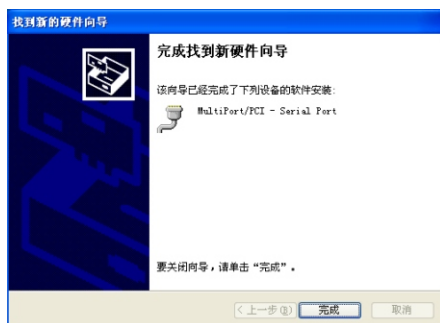 找到新的硬件向导
完成找到新硬件向导
该向导已经完成了下列设备的软件安装:
MultiPort/PCI - Serial Port
要关闭向导，请单击“完成”。
< 上一步(B)
完成
取消